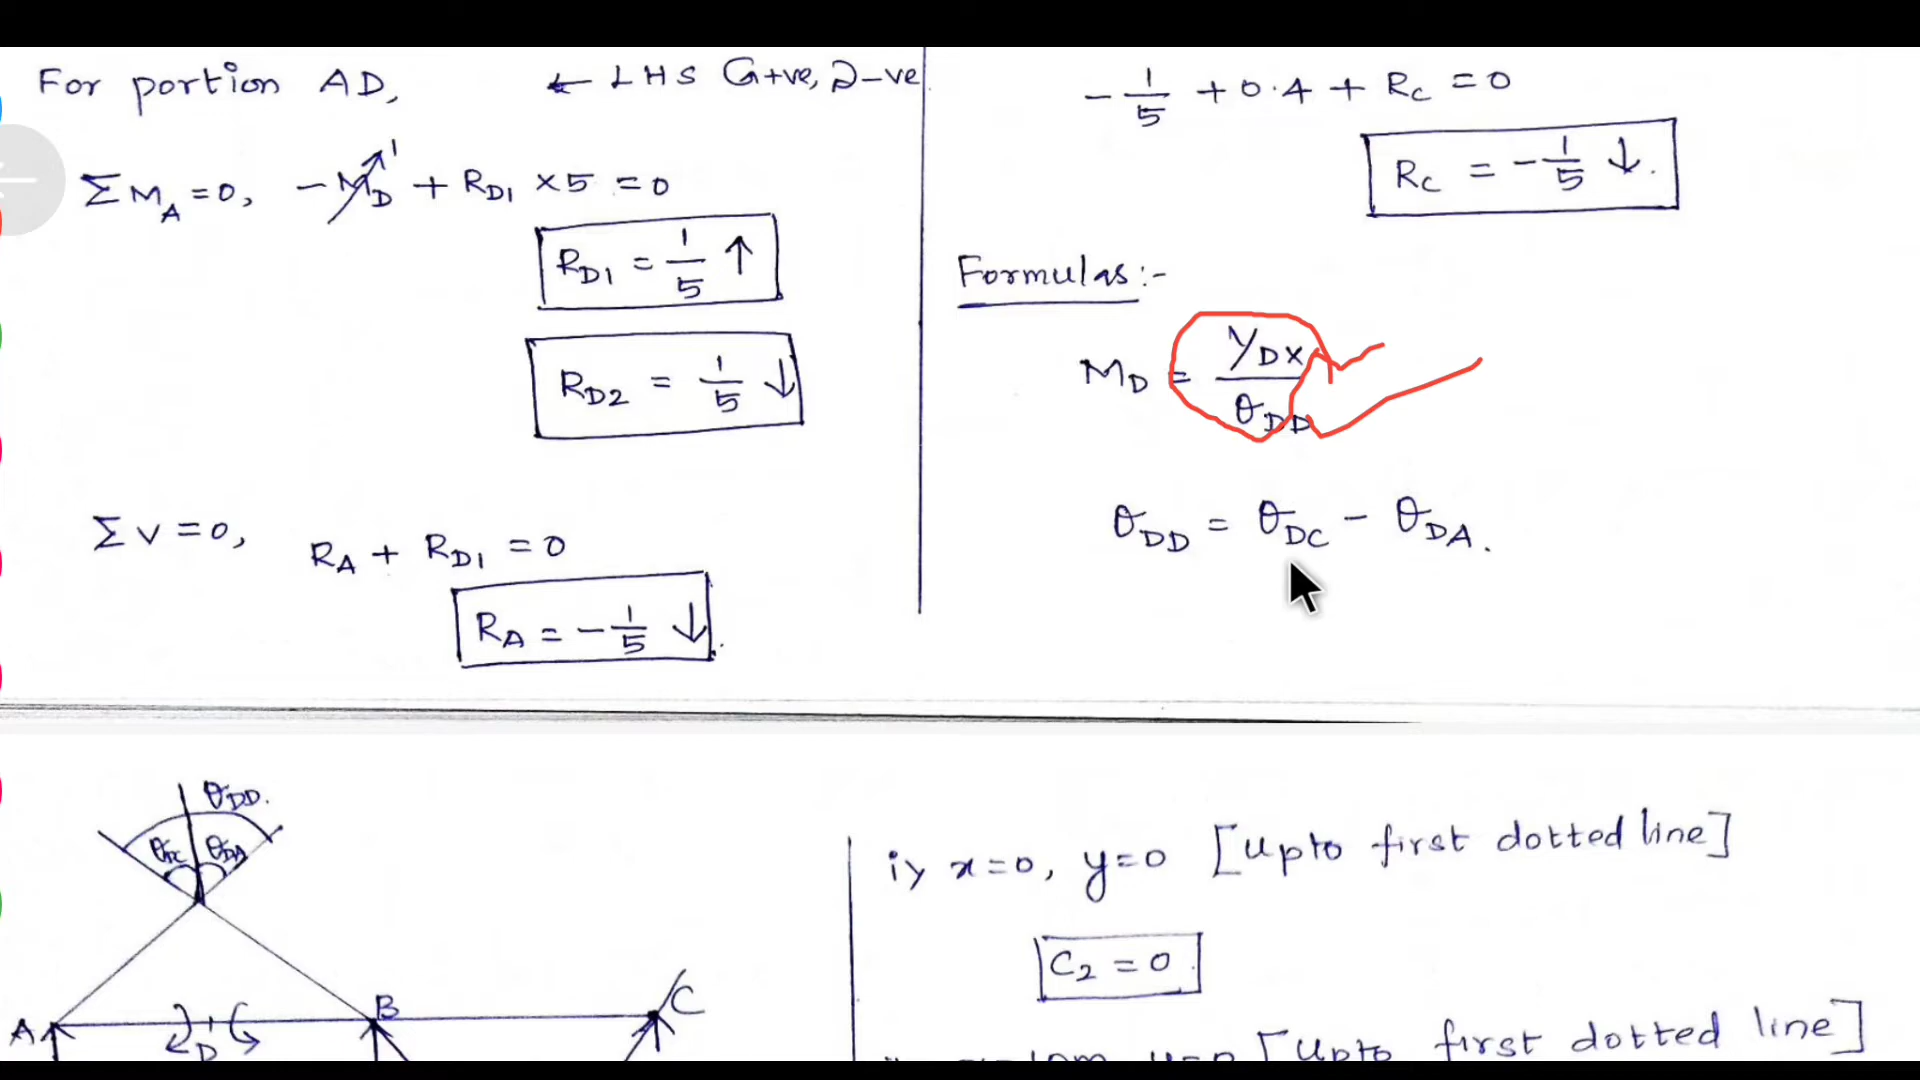 For portion AD, ← LHS ↺+ve, ↻-ve
ΣM_A = 0, -M_D 1 + R_D1 × 5 = 0
R_D1 = 1/5 ↑
R_D2 = 1/5 ↓
ΣV = 0, R_A + R_D1 = 0
R_A = -1/5 ↓.
-1/5 + 0.4 + R_C = 0
R_C = -1/5 ↓.
Formulas:-
M_D = y_DX / θ_DD
θ_DD = θ_DC - θ_DA.
θ_DD.
θ_DC θ_DA
A D B C
iy x=0, y=0 [Upto first dotted line]
C_2 = 0
[Upto first dotted line]